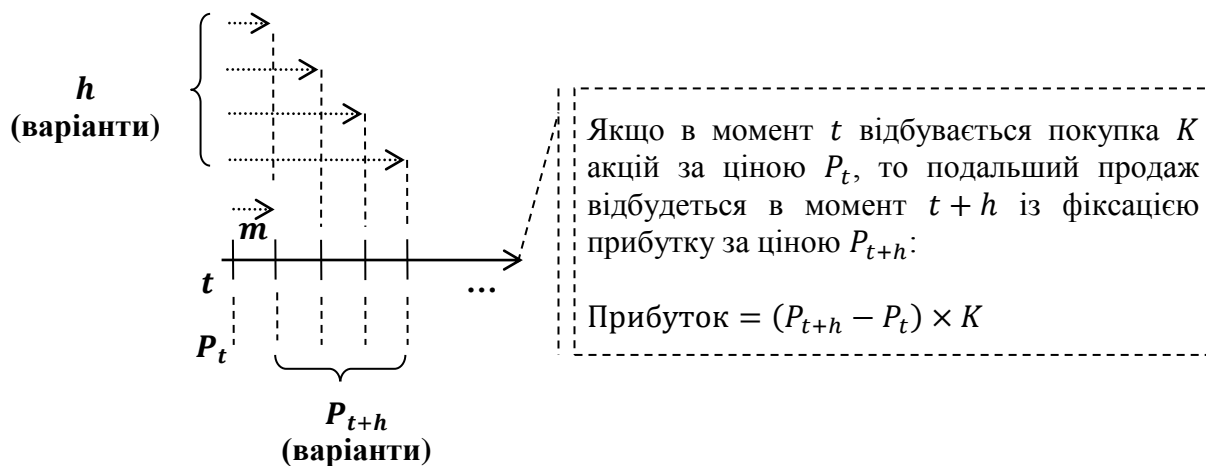 h
(варіанти)
m
t
...
P_t
P_{t+h}
(варіанти)
Якщо в момент t відбувається покупка K
акцій за ціною P_t, то подальший продаж
відбудеться в момент t + h із фіксацією
прибутку за ціною P_{t+h}:
Прибуток = (P_{t+h} − P_t) × K